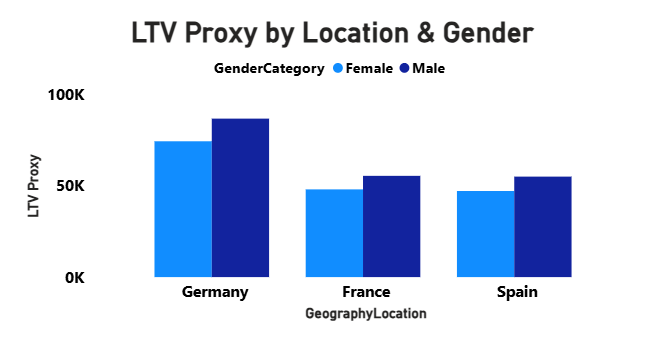 LTV Proxy by Location & Gender
GenderCategory Female Male
100K
50K
0K
LTV Proxy
Germany France Spain
GeographyLocation